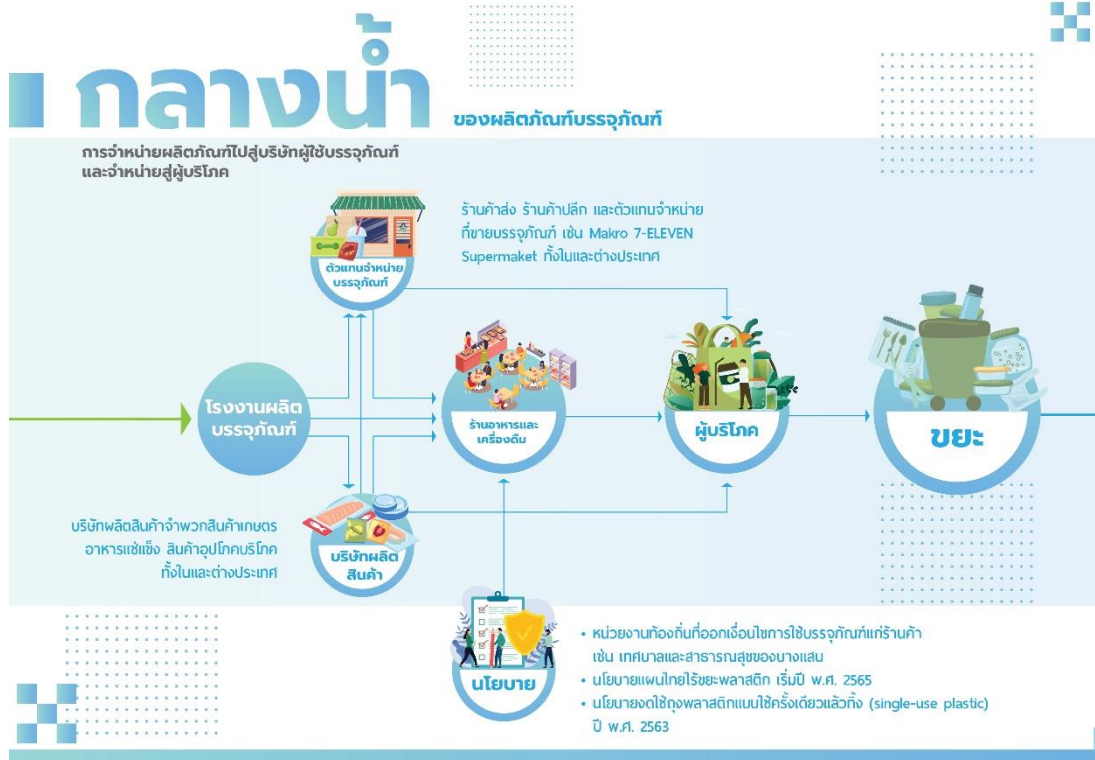 กลางน้ำ
ของผลิตภัณฑ์บรรจุภัณฑ์
การจำหน่ายผลิตภัณฑ์ไปสู่บริษัทผู้ใช้บรรจุภัณฑ์
และจำหน่ายสู่ผู้บริโภค
ร้านค้าส่ง ร้านค้าปลีก และตัวแทนจำหน่าย
ที่ขายบรรจุภัณฑ์ เช่น Makro 7-ELEVEN
Supermaket ทั้งในและต่างประเทศ
ตัวแทนจำหน่าย
บรรจุภัณฑ์
โรงงานผลิต
บรรจุภัณฑ์
ร้านอาหารและ
เครื่องดื่ม
ผู้บริโภค
ขยะ
บริษัทผลิตสินค้าจำพวกสินค้าเกษตร
อาหารแช่แข็ง สินค้าอุปโภคบริโภค
ทั้งในและต่างประเทศ
บริษัทผลิต
สินค้า
นโยบาย
• หน่วยงานท้องถิ่นที่ออกเงื่อนไขการใช้บรรจุภัณฑ์แก่ร้านค้า
เช่น เทศบาลและสาธารณสุขของบางแสน
• นโยบายแผนไทยไร้ขยะพลาสติก เริ่มปี พ.ศ. 2565
• นโยบายงดใช้ถุงพลาสติกแบบใช้ครั้งเดียวแล้วทิ้ง (single-use plastic)
ปี พ.ศ. 2563